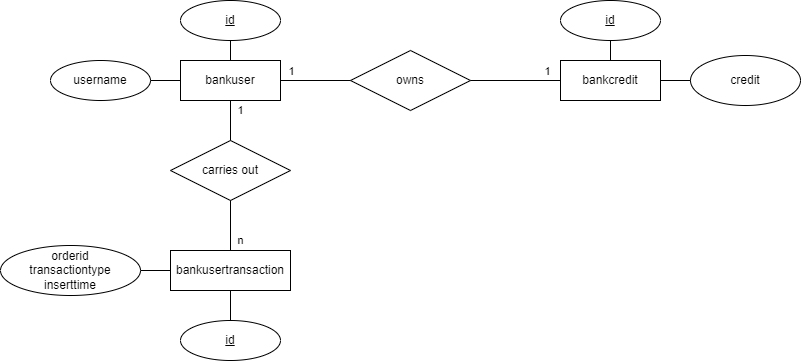 id
id
username
bankuser
1
owns
1
bankcredit
credit
1
carries out
n
orderid
transactiontype
inserttime
bankusertransaction
id